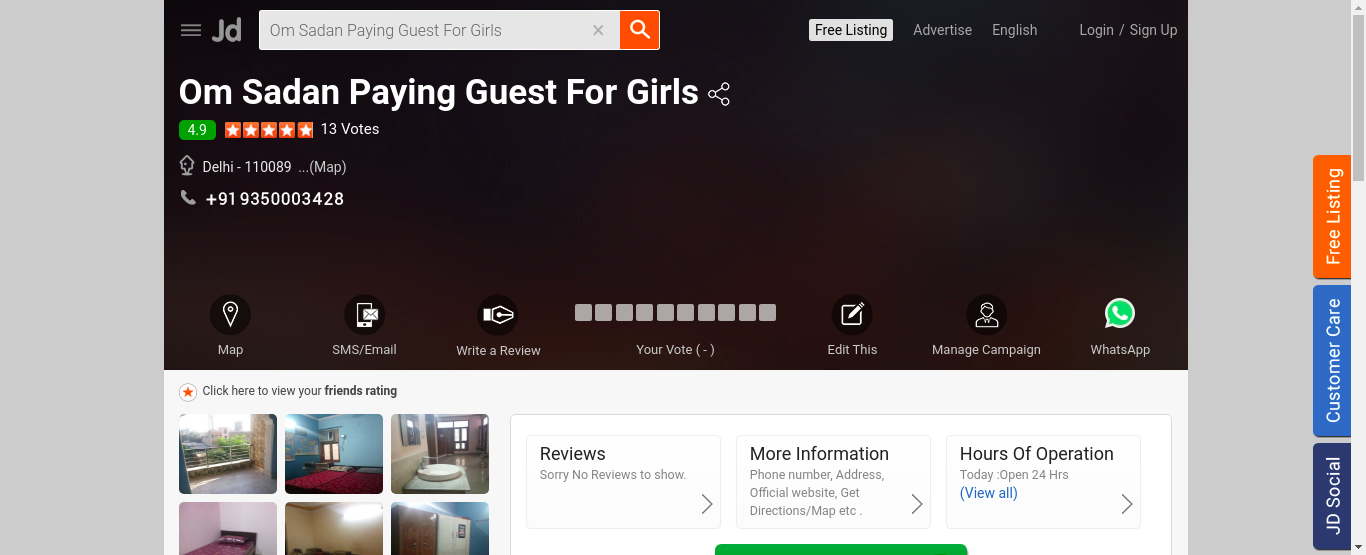 Jd
Om Sadan Paying Guest For Girls
Free Listing
Advertise
English
Login / Sign Up
Om Sadan Paying Guest For Girls
4.9
13 Votes
Delhi - 110089 ...(Map)
+919350003428
Map
SMS/Email
Write a Review
Your Vote ( - )
Edit This
Manage Campaign
WhatsApp
Click here to view your friends rating
Reviews
Sorry No Reviews to show.
More Information
Phone number, Address,
Official website, Get
Directions/Map etc .
Hours Of Operation
Today :Open 24 Hrs
(View all)
Free Listing
Customer Care
JD Social